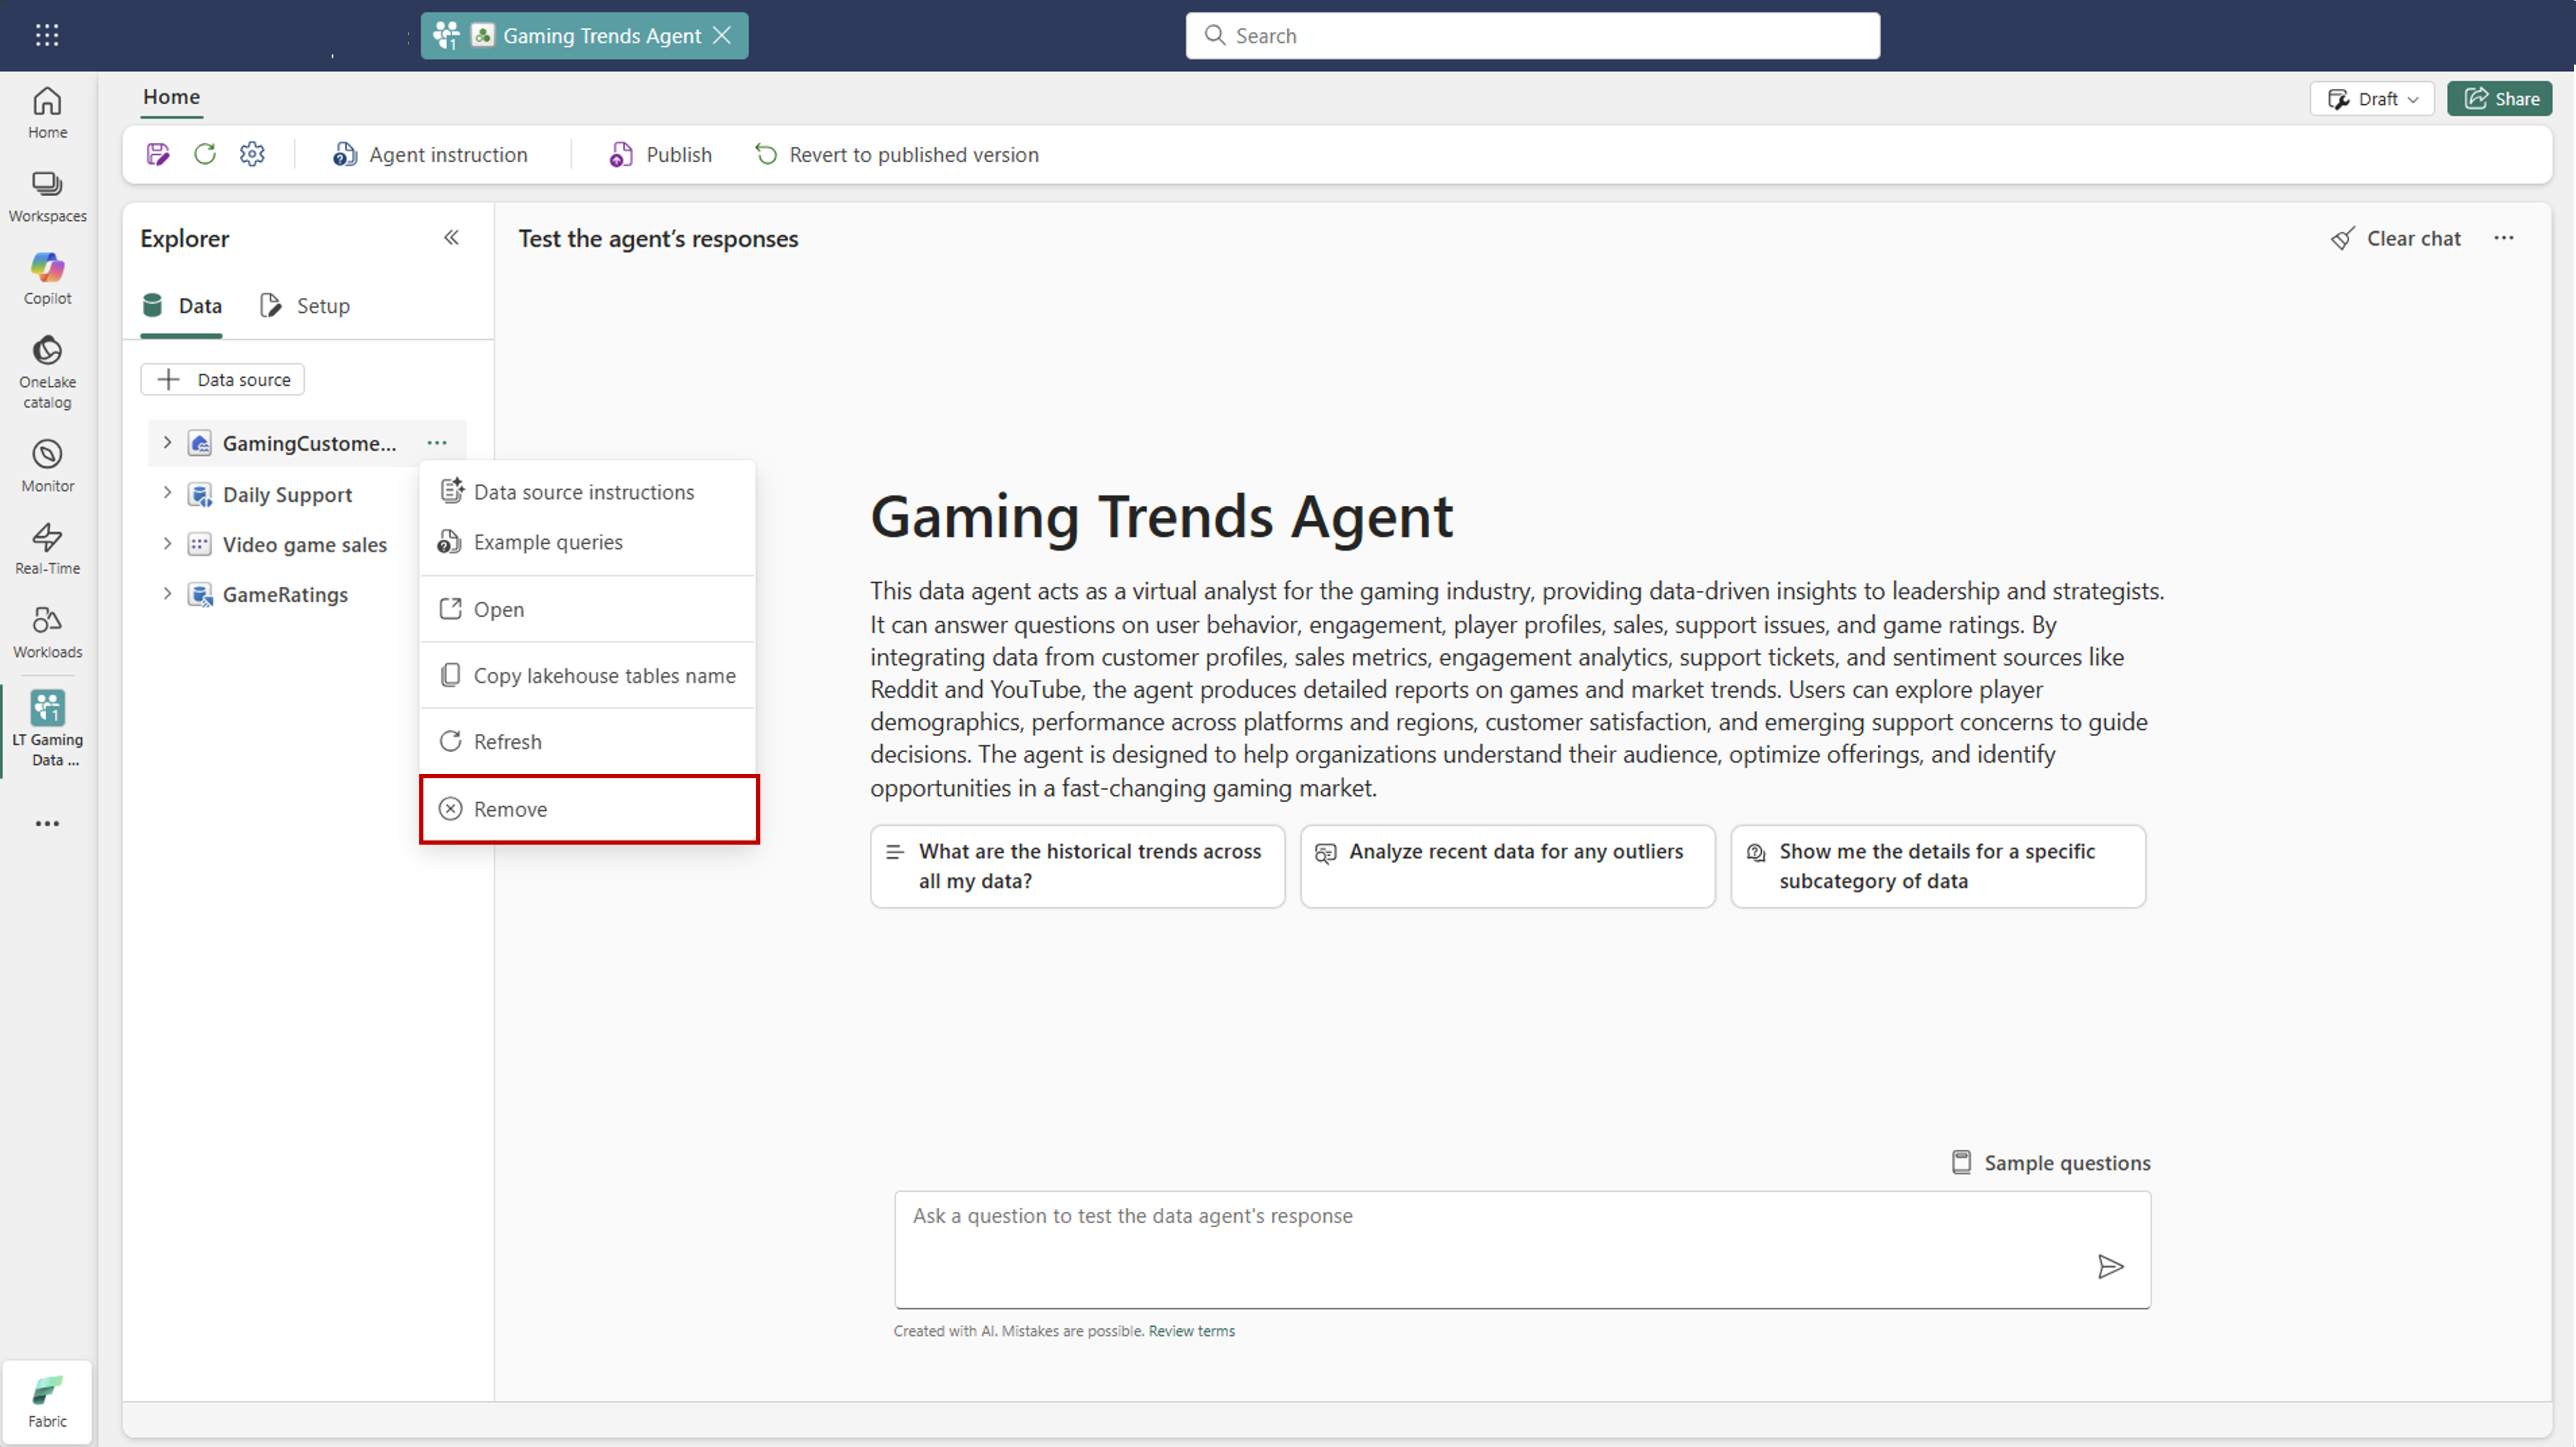 Gaming Trends Agent
Search
Home
Draft
Share
Agent instruction
Publish
Revert to published version
Home
Workspaces
Copilot
OneLake
catalog
Monitor
Real-Time
Workloads
LT Gaming
Data ...
Fabric
Explorer
Data
Setup
Data source
GamingCustome...
Daily Support
Video game sales
GameRatings
Data source instructions
Example queries
Open
Copy lakehouse tables name
Refresh
Remove
Test the agent’s responses
Clear chat
Gaming Trends Agent
This data agent acts as a virtual analyst for the gaming industry, providing data-driven insights to leadership and strategists.
It can answer questions on user behavior, engagement, player profiles, sales, support issues, and game ratings. By
integrating data from customer profiles, sales metrics, engagement analytics, support tickets, and sentiment sources like
Reddit and YouTube, the agent produces detailed reports on games and market trends. Users can explore player
demographics, performance across platforms and regions, customer satisfaction, and emerging support concerns to guide
decisions. The agent is designed to help organizations understand their audience, optimize offerings, and identify
opportunities in a fast-changing gaming market.
What are the historical trends across
all my data?
Analyze recent data for any outliers
Show me the details for a specific
subcategory of data
Sample questions
Ask a question to test the data agent's response
Created with AI. Mistakes are possible. Review terms